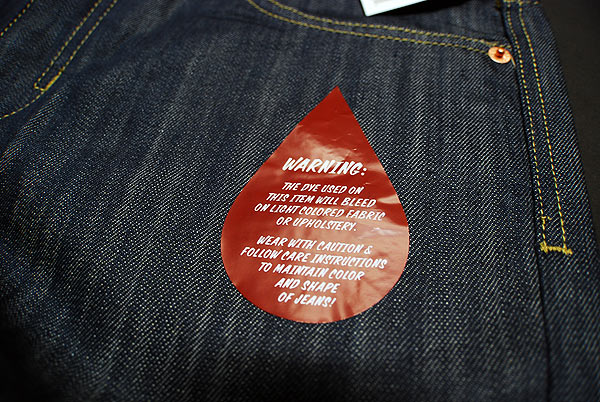 WARNING:
THE DYE USED ON
THIS ITEM WILL BLEED
ON LIGHT COLORED FABRIC
OR UPHOLSTERY.
WEAR WITH CAUTION &
FOLLOW CARE INSTRUCTIONS
TO MAINTAIN COLOR
AND SHAPE
OF JEANS!